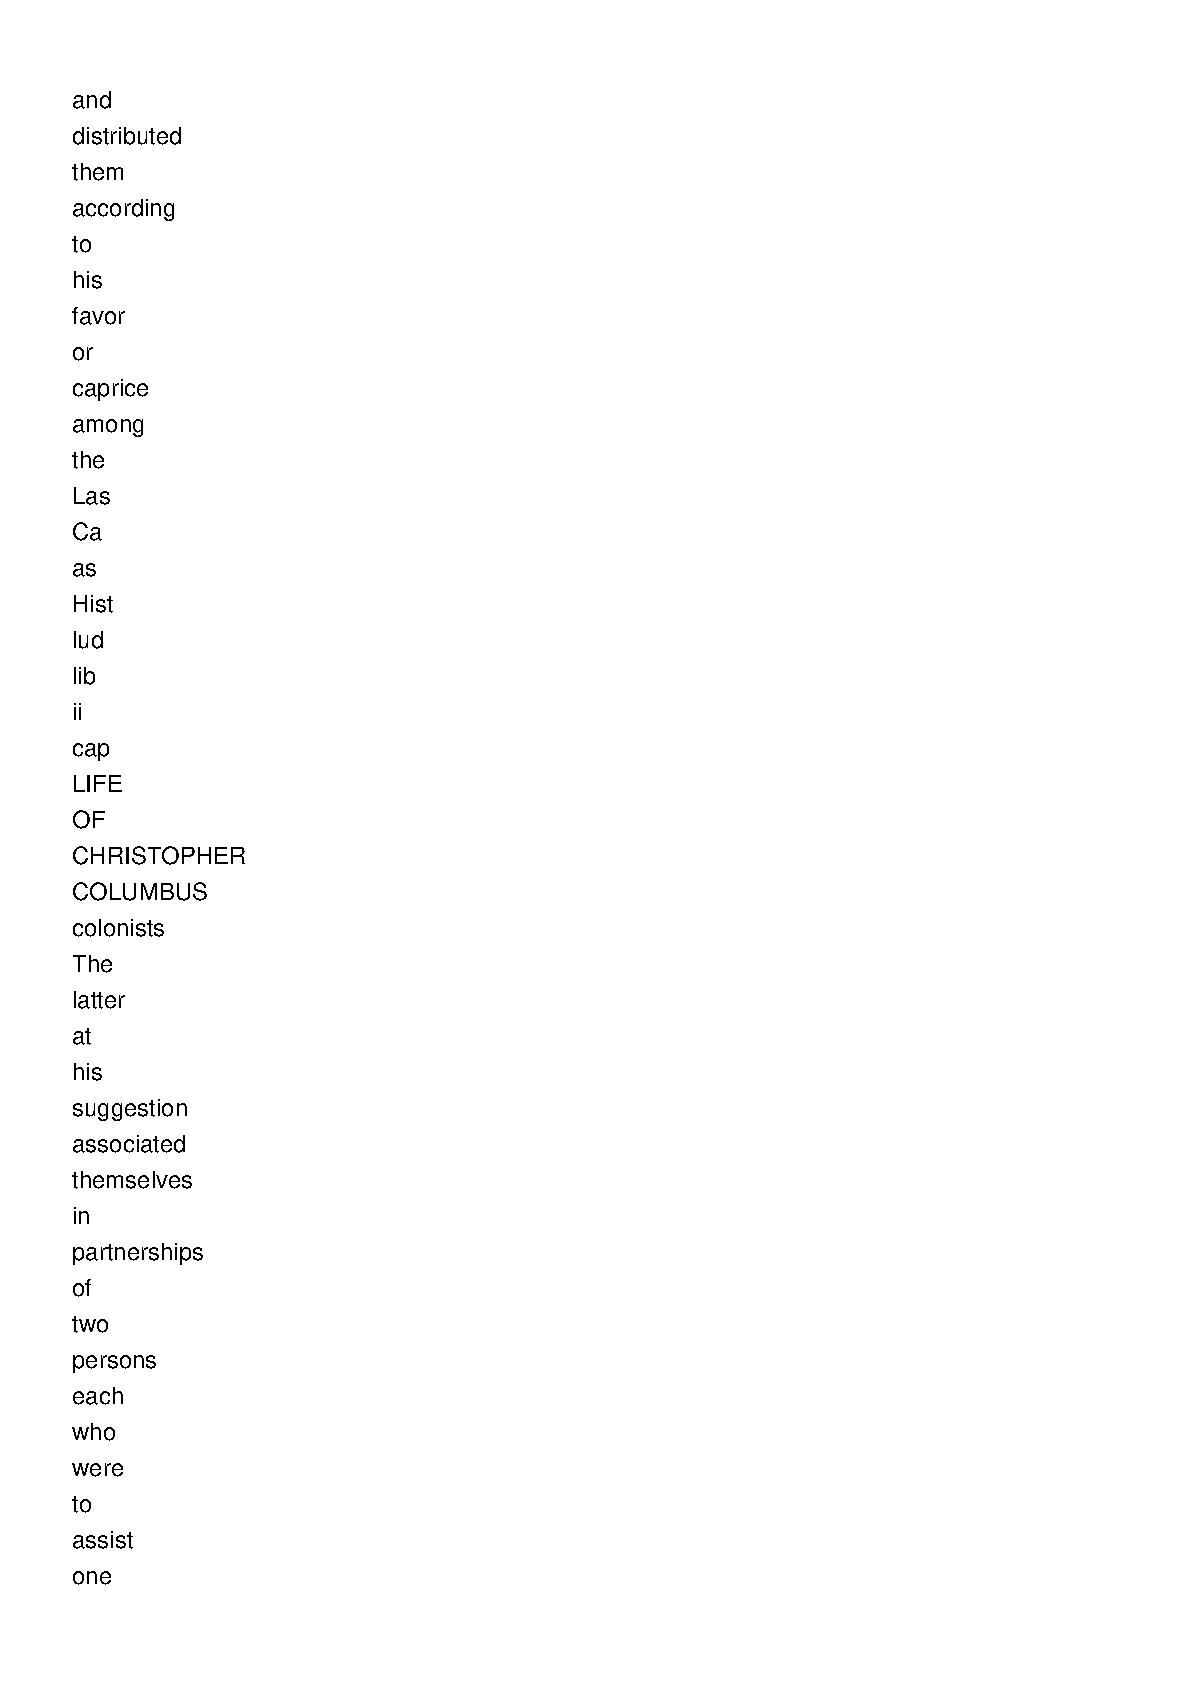 and
distributed
them
according
to
his
favor
or
caprice
among
the
Las
Ca
as
Hist
lud
lib
ii
cap
LIFE
OF
CHRISTOPHER
COLUMBUS
colonists
The
latter
at
his
suggestion
associated
themselves
in
partnerships
of
two
persons
each
who
were
to
assist
one